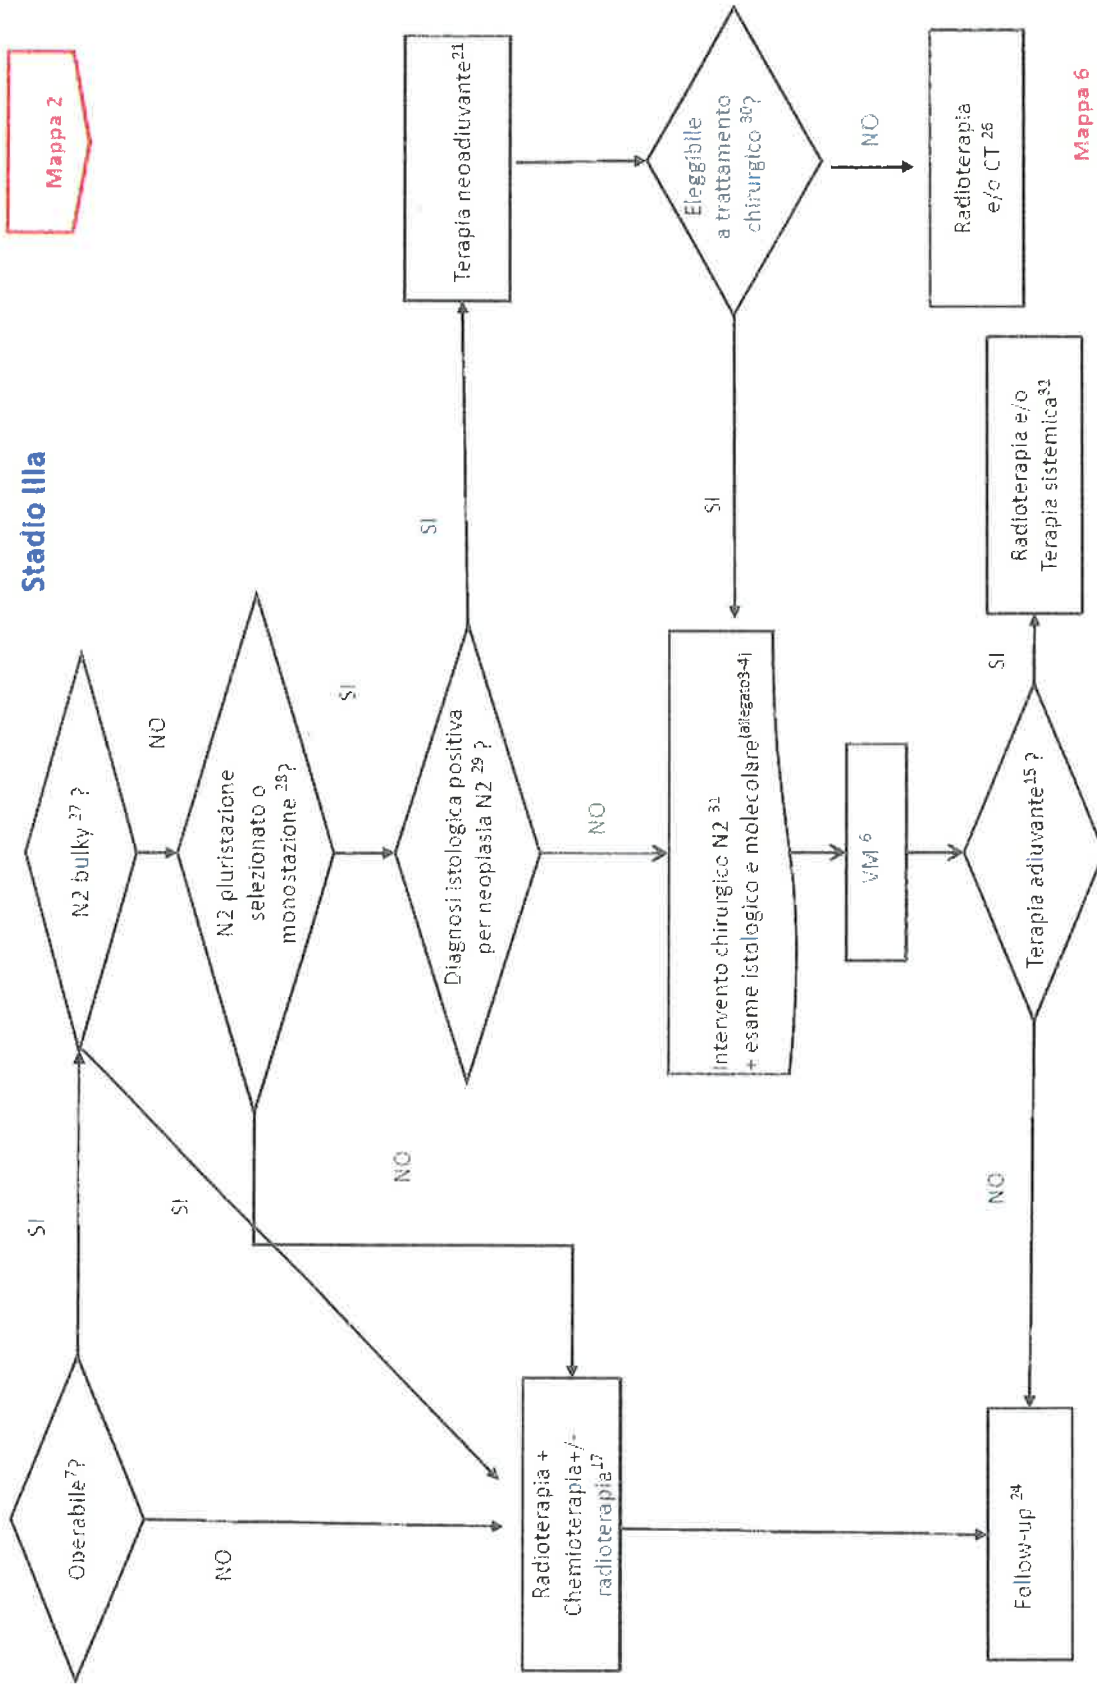 Mappa 2
Stadio IIIa
Operabile⁷?
SI
N2 bulky ²⁷ ?
NO
SI
NO
N2 pluristazione
selezionato o
monostazione ²⁸?
SI
NO
Diagnosi istologica positiva
per neoplasia N2 ²⁹ ?
SI
Terapia neoadiuvante²¹
NO
Radioterapia +
Chemioterapia+/-
radioterapia¹⁷
Eleggibile
a trattamento
chirurgico ³⁰?
SI
NO
Intervento chirurgico N2 ³¹
+ esame istologico e molecolare(allegato3-4)
VM ⁶
Radioterapia
e/o CT ²⁶
Terapia adiuvante¹⁵ ?
SI
NO
Radioterapia e/o
Terapia sistemica³²
Follow-up ²⁴
Mappa 6